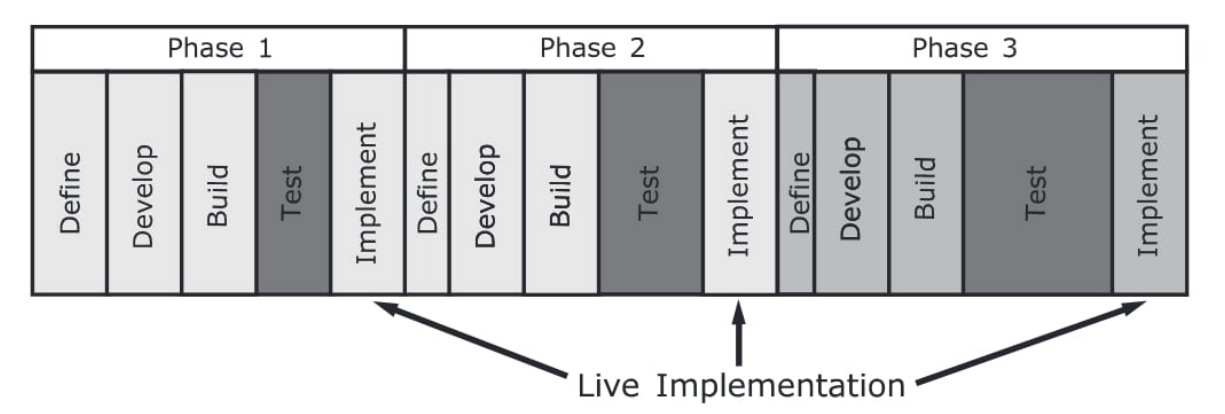 Phase 1
Phase 2
Phase 3
Define
Develop
Build
Test
Implement
Define
Develop
Build
Test
Implement
Define
Develop
Build
Test
Implement
Live Implementation